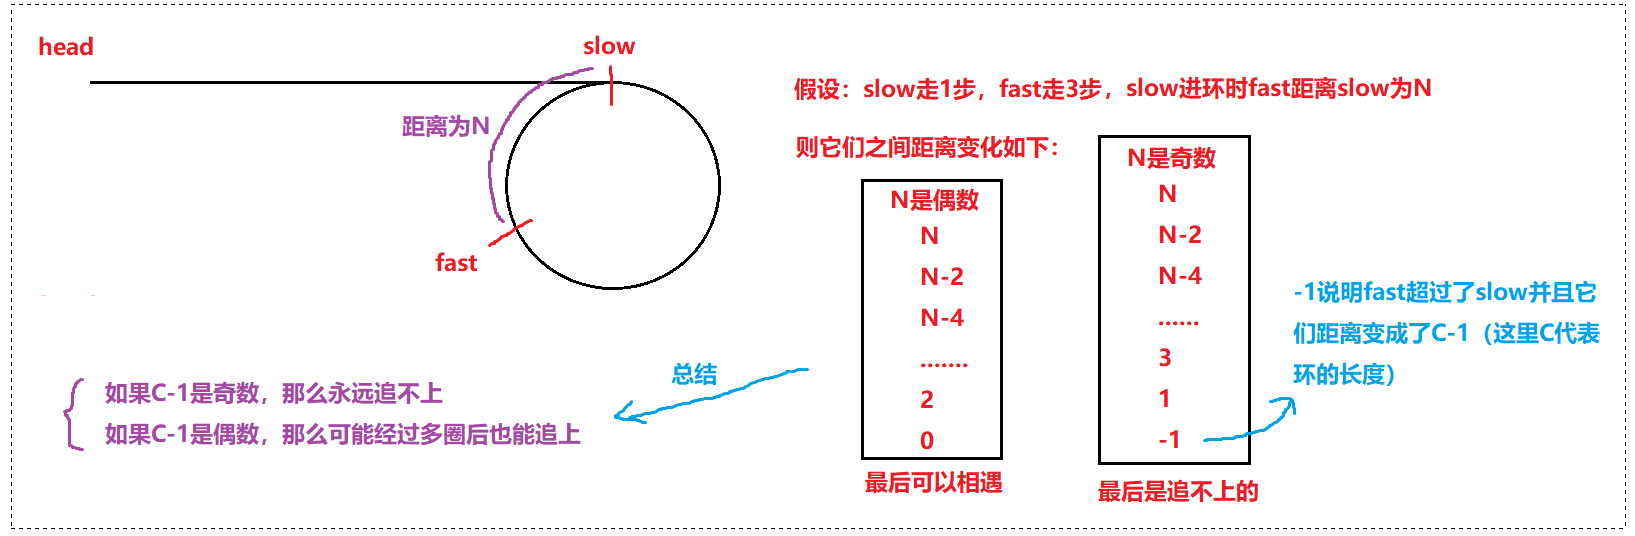 head
slow
距离为N
fast
假设：slow走1步，fast走3步，slow进环时fast距离slow为N
则它们之间距离变化如下：
N是偶数
N
N-2
N-4
.......
2
0
最后可以相遇
N是奇数
N
N-2
N-4
......
3
1
-1
最后是追不上的
-1说明fast超过了slow并且它
们距离变成了C-1（这里C代表
环的长度）
总结
如果C-1是奇数，那么永远追不上
如果C-1是偶数，那么可能经过多圈后也能追上